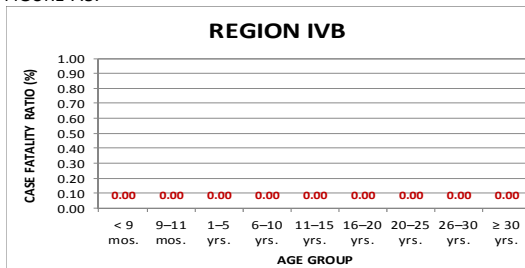 REGION IVB
CASE FATALITY RATIO (%)
1.00
0.90
0.80
0.70
0.60
0.50
0.40
0.30
0.20
0.10
0.00
0.00 0.00 0.00 0.00 0.00 0.00 0.00 0.00 0.00
< 9 9–11 1–5 6–10 11–15 16–20 20–25 26–30 ≥ 30
mos. mos. yrs. yrs. yrs. yrs. yrs. yrs. yrs.
AGE GROUP